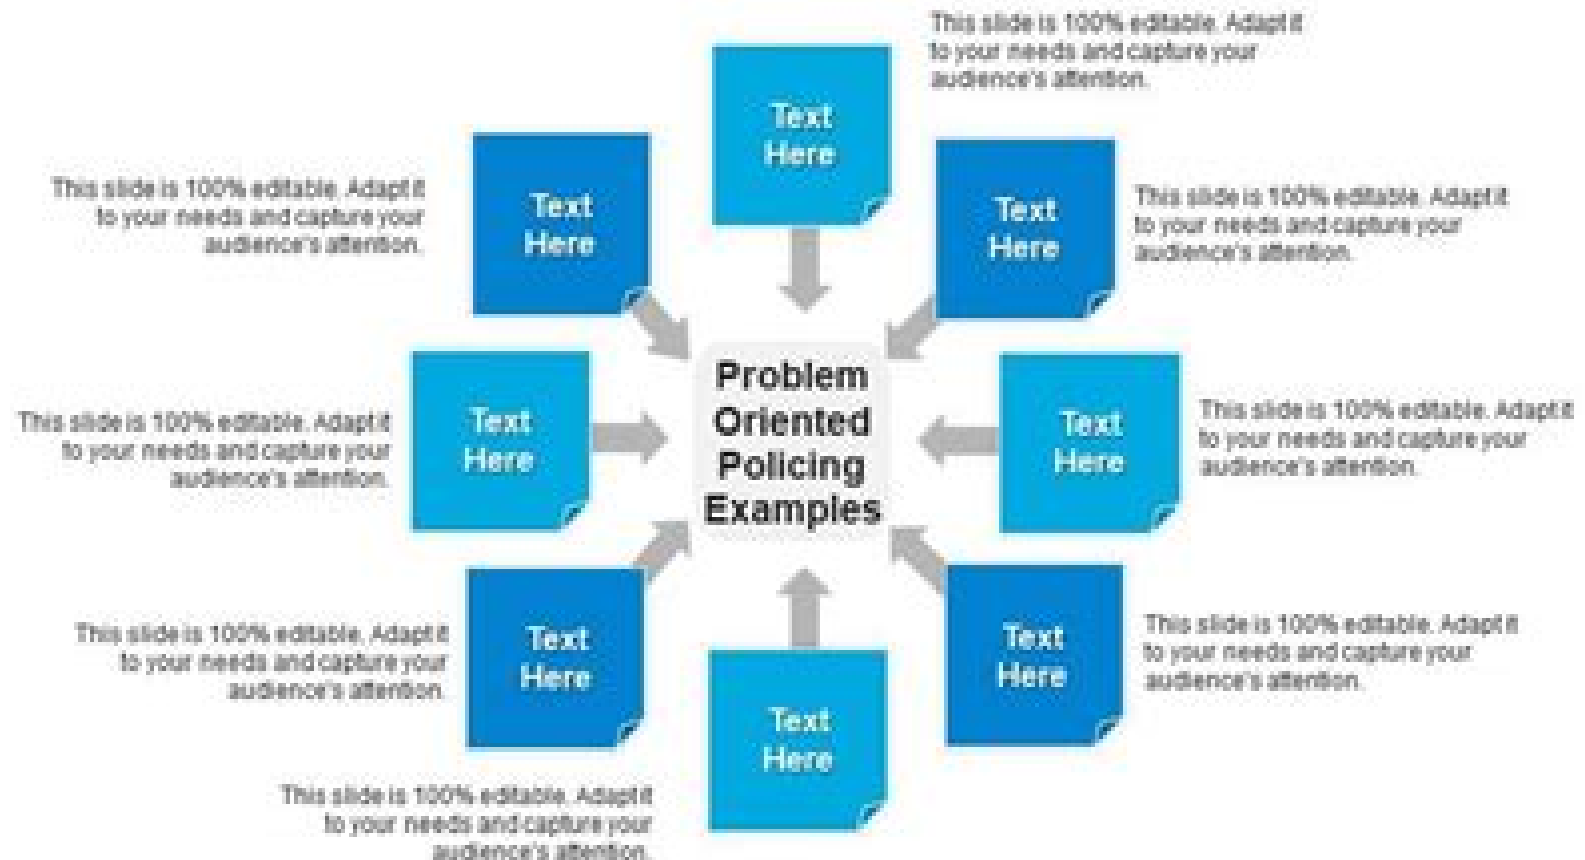 This slide is 100% editable. Adapt it
to your needs and capture your
audience's attention.
Text
Here
This slide is 100% editable. Adapt it
to your needs and capture your
audience's attention.
Text
Here
Text
Here
This slide is 100% editable. Adapt it
to your needs and capture your
audience's attention.
Problem
Oriented
Policing
Examples
This slide is 100% editable. Adapt it
to your needs and capture your
audience's attention.
Text
Here
Text
Here
This slide is 100% editable. Adapt it
to your needs and capture your
audience's attention.
This slide is 100% editable. Adapt it
to your needs and capture your
audience's attention.
Text
Here
Text
Here
This slide is 100% editable. Adapt it
to your needs and capture your
audience's attention.
Text
Here
This slide is 100% editable. Adapt it
to your needs and capture your
audience's attention.